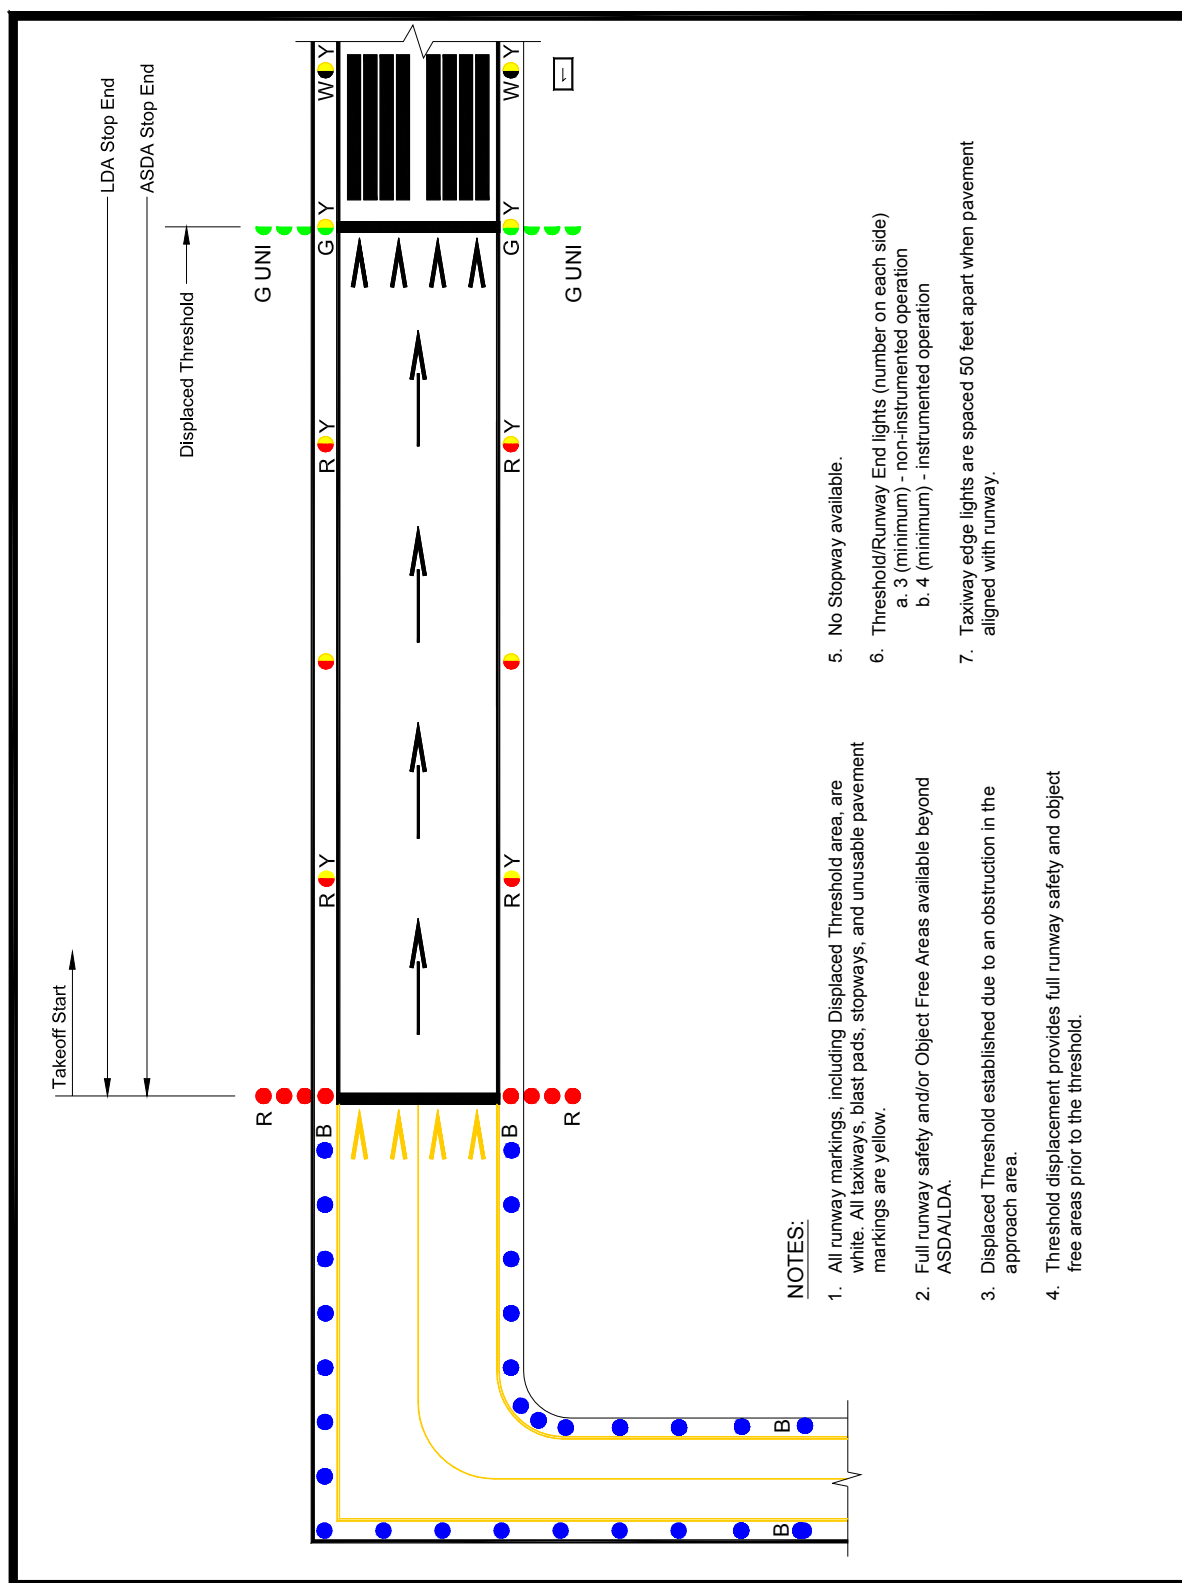 LDA Stop End
ASDA Stop End
Takeoff Start
Displaced Threshold
G UNI
R
B
R Y
R Y
G Y
W Y
B
R Y
R Y
G Y
W Y
R
G UNI
1
B
B
NOTES:
1. All runway markings, including Displaced Threshold area, are
white. All taxiways, blast pads, stopways, and unusable pavement
markings are yellow.
2. Full runway safety and/or Object Free Areas available beyond
ASDA/LDA.
3. Displaced Threshold established due to an obstruction in the
approach area.
4. Threshold displacement provides full runway safety and object
free areas prior to the threshold.
5. No Stopway available.
6. Threshold/Runway End lights (number on each side)
a. 3 (minimum) - non-instrumented operation
b. 4 (minimum) - instrumented operation
7. Taxiway edge lights are spaced 50 feet apart when pavement
aligned with runway.